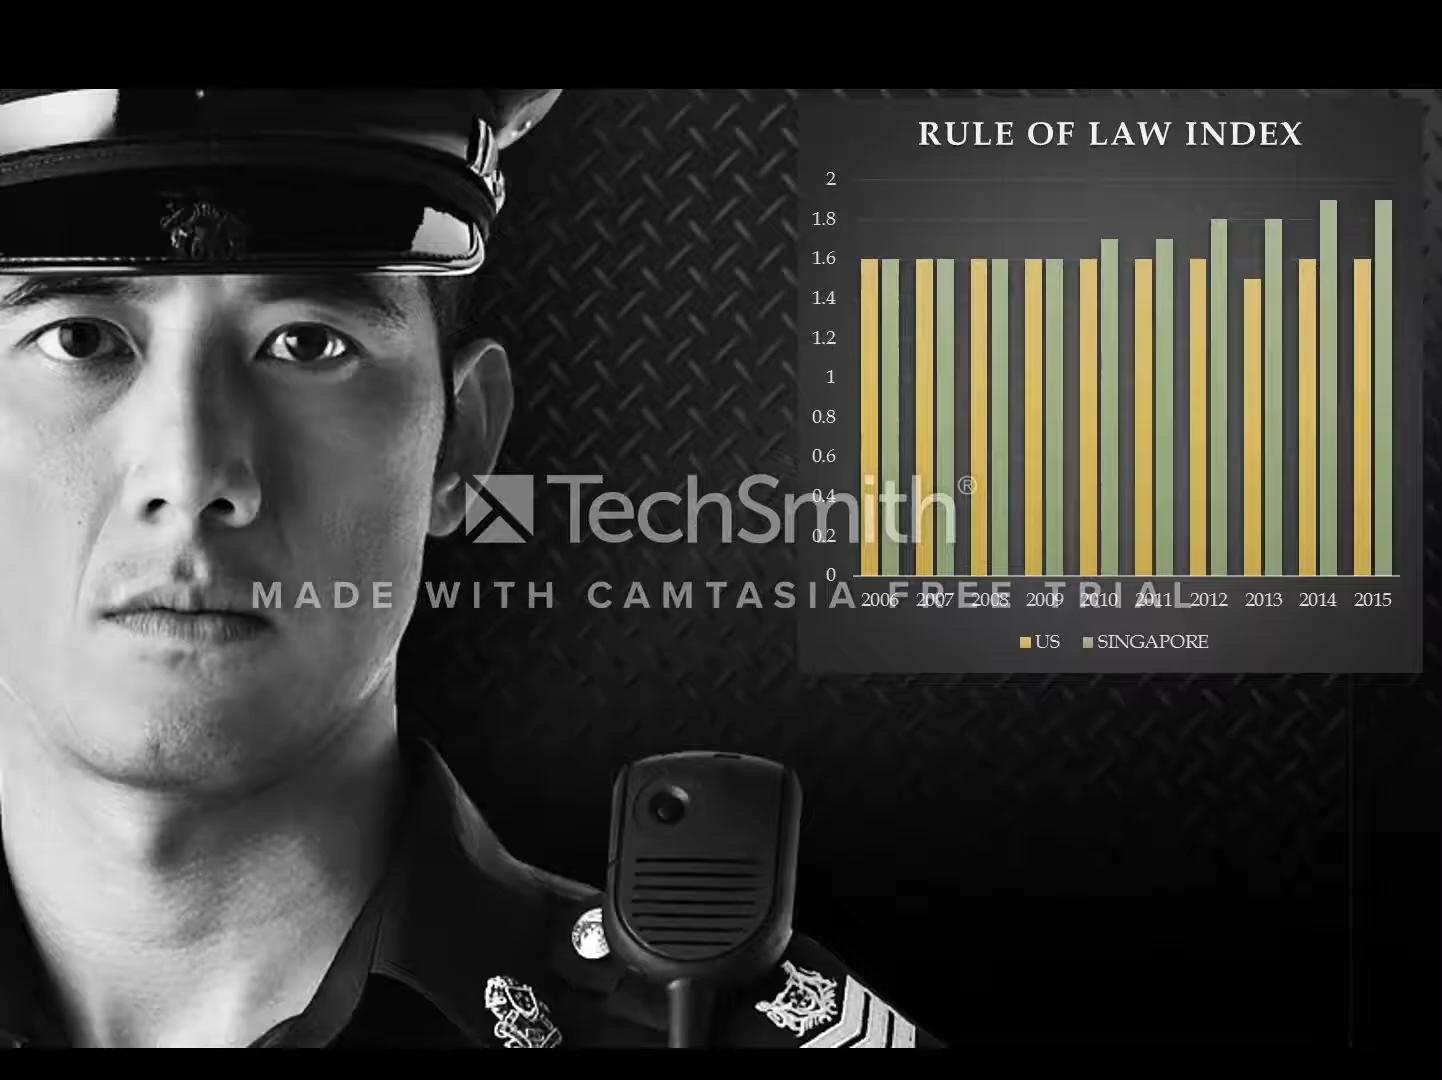 RULE OF LAW INDEX
2
1.8
1.6
1.4
1.2
1
0.8
0.6
0.4
0.2
0
2006 2007 2008 2009 2010 2011 2012 2013 2014 2015
US SINGAPORE
TechSmith®
MADE WITH CAMTASIA FREE TRIAL